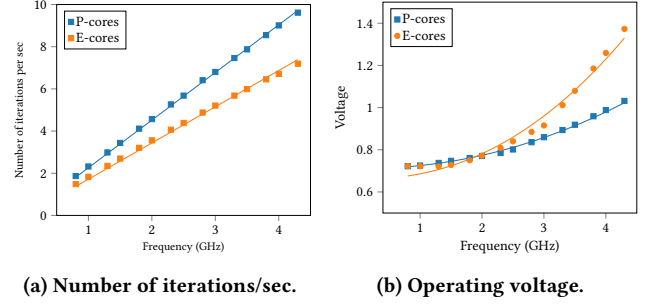 P-cores
E-cores
Number of iterations per sec
10
8
6
4
2
0
1
2
3
4
Frequency (GHz)
(a) Number of iterations/sec.
P-cores
E-cores
Voltage
1.4
1.2
1
0.8
0.6
1
2
3
4
Frequency (GHz)
(b) Operating voltage.